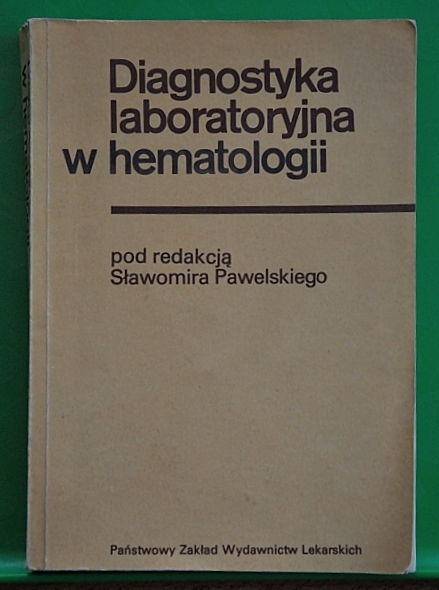 Diagnostyka
laboratoryjna
w hematologii
pod redakcją
Sławomira Pawelskiego
Państwowy Zakład Wydawnictw Lekarskich